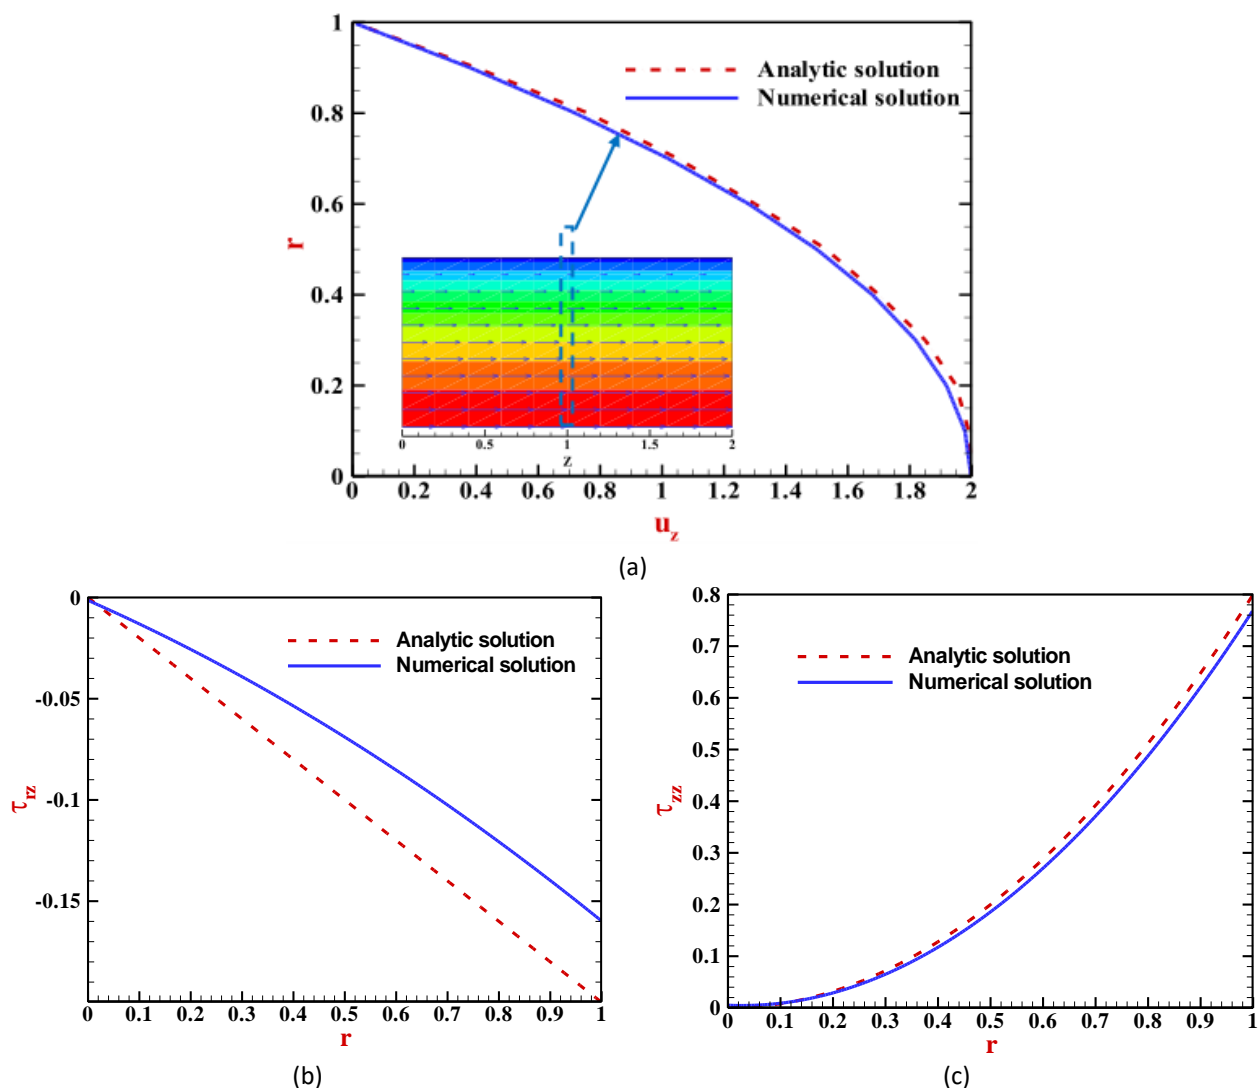 1
0.8
0.6
0.4
0.2
0
r
Analytic solution
Numerical solution
0 0.5 1 1.5 2
z
0 0.2 0.4 0.6 0.8 1 1.2 1.4 1.6 1.8 2
u_z
(a)
0
-0.05
-0.1
-0.15
τ_rz
Analytic solution
Numerical solution
0 0.1 0.2 0.3 0.4 0.5 0.6 0.7 0.8 0.9 1
r
(b)
0.8
0.7
0.6
0.5
0.4
0.3
0.2
0.1
0
τ_zz
Analytic solution
Numerical solution
0 0.1 0.2 0.3 0.4 0.5 0.6 0.7 0.8 0.9 1
r
(c)